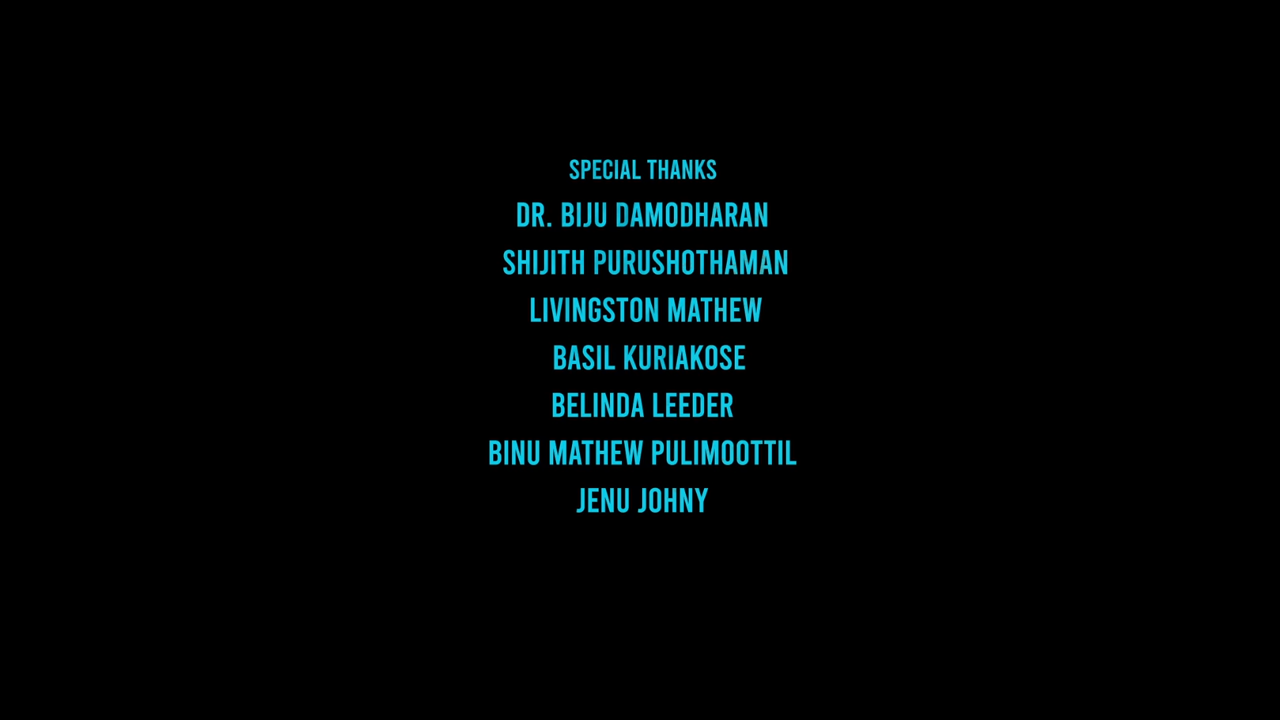 SPECIAL THANKS
DR. BIJU DAMODHARAN
SHIJITH PURUSHOTHAMAN
LIVINGSTON MATHEW
BASIL KURIAKOSE
BELINDA LEEDER
BINU MATHEW PULIMOOTTIL
JENU JOHNY